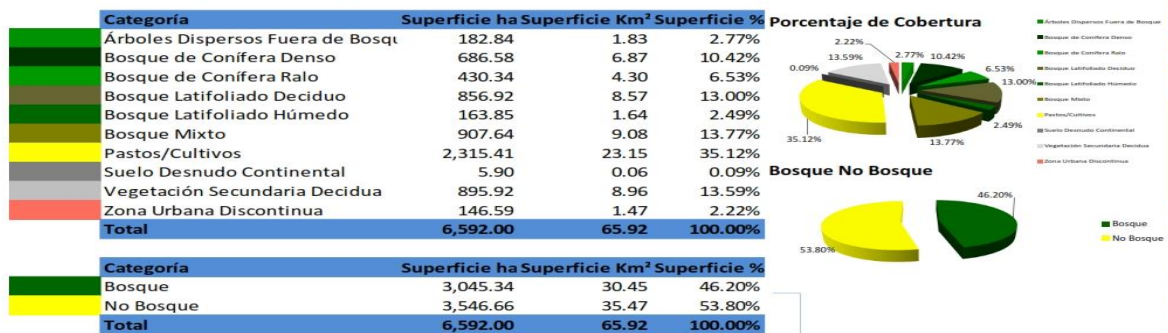 Categoría Superficie ha Superficie Km² Superficie %
Árboles Dispersos Fuera de Bosqu 182.84 1.83 2.77%
Bosque de Conífera Denso 686.58 6.87 10.42%
Bosque de Conífera Ralo 430.34 4.30 6.53%
Bosque Latifoliado Deciduo 856.92 8.57 13.00%
Bosque Latifoliado Húmedo 163.85 1.64 2.49%
Bosque Mixto 907.64 9.08 13.77%
Pastos/Cultivos 2,315.41 23.15 35.12%
Suelo Desnudo Continental 5.90 0.06 0.09%
Vegetación Secundaria Decidua 895.92 8.96 13.59%
Zona Urbana Discontinua 146.59 1.47 2.22%
Total 6,592.00 65.92 100.00%
Categoría Superficie ha Superficie Km² Superficie %
Bosque 3,045.34 30.45 46.20%
No Bosque 3,546.66 35.47 53.80%
Total 6,592.00 65.92 100.00%
Porcentaje de Cobertura
2.22%
2.77%
10.42%
13.59%
6.53%
0.09%
13.00%
2.49%
35.12%
13.77%
Árboles Dispersos Fuera de Bosque
Bosque de Conífera Denso
Bosque de Conífera Ralo
Bosque Latifoliado Deciduo
Bosque Latifoliado Húmedo
Bosque Mixto
Pastos/Cultivos
Suelo Desnudo Continental
Vegetación Secundaria Decidua
Zona Urbana Discontinua
Bosque No Bosque
46.20%
53.80%
Bosque
No Bosque